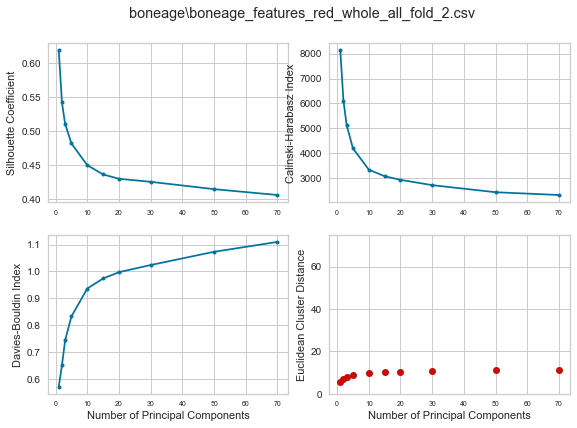 boneage\boneage_features_red_whole_all_fold_2.csv
Silhouette Coefficient
0.60
0.55
0.50
0.45
0.40
0 10 20 30 40 50 60 70
Calinski-Harabasz Index
8000
7000
6000
5000
4000
3000
0 10 20 30 40 50 60 70
Davies-Bouldin Index
1.1
1.0
0.9
0.8
0.7
0.6
0 10 20 30 40 50 60 70
Number of Principal Components
Euclidean Cluster Distance
60
40
20
0
0 10 20 30 40 50 60 70
Number of Principal Components